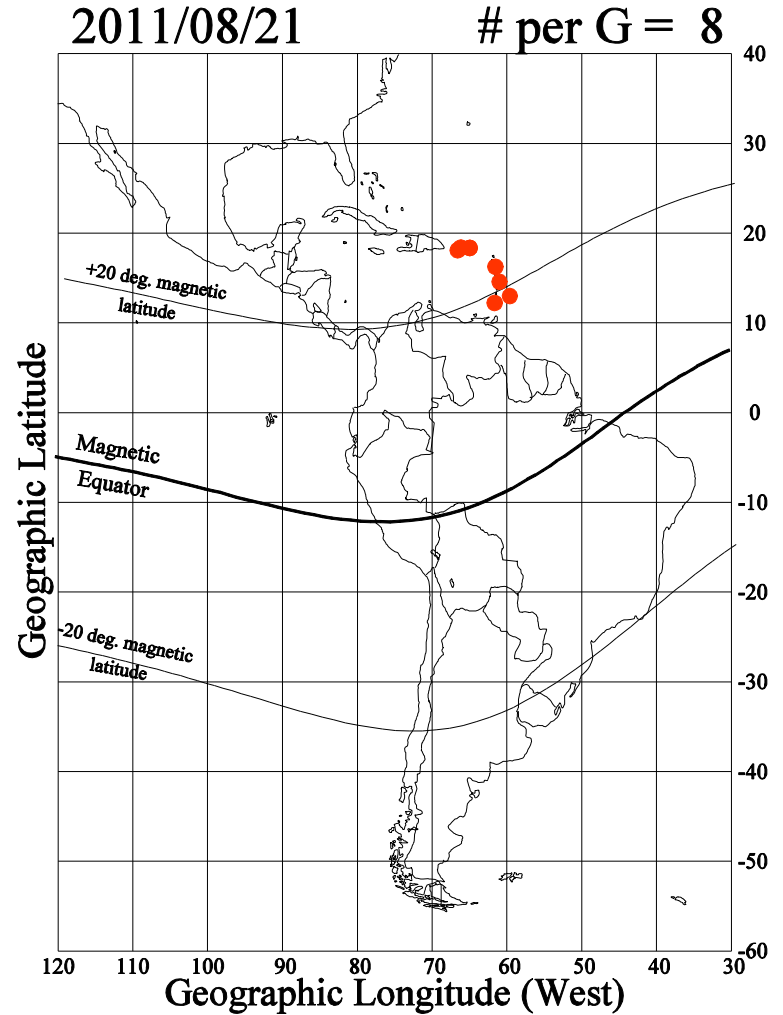 2011/08/21 # per G = 8
40
30
20
10
0
-10
-20
-30
-40
-50
-60
+20 deg. magnetic
latitude
Magnetic
Equator
-20 deg. magnetic
latitude
Geographic Latitude
120 110 100 90 80 70 60 50 40 30
Geographic Longitude (West)